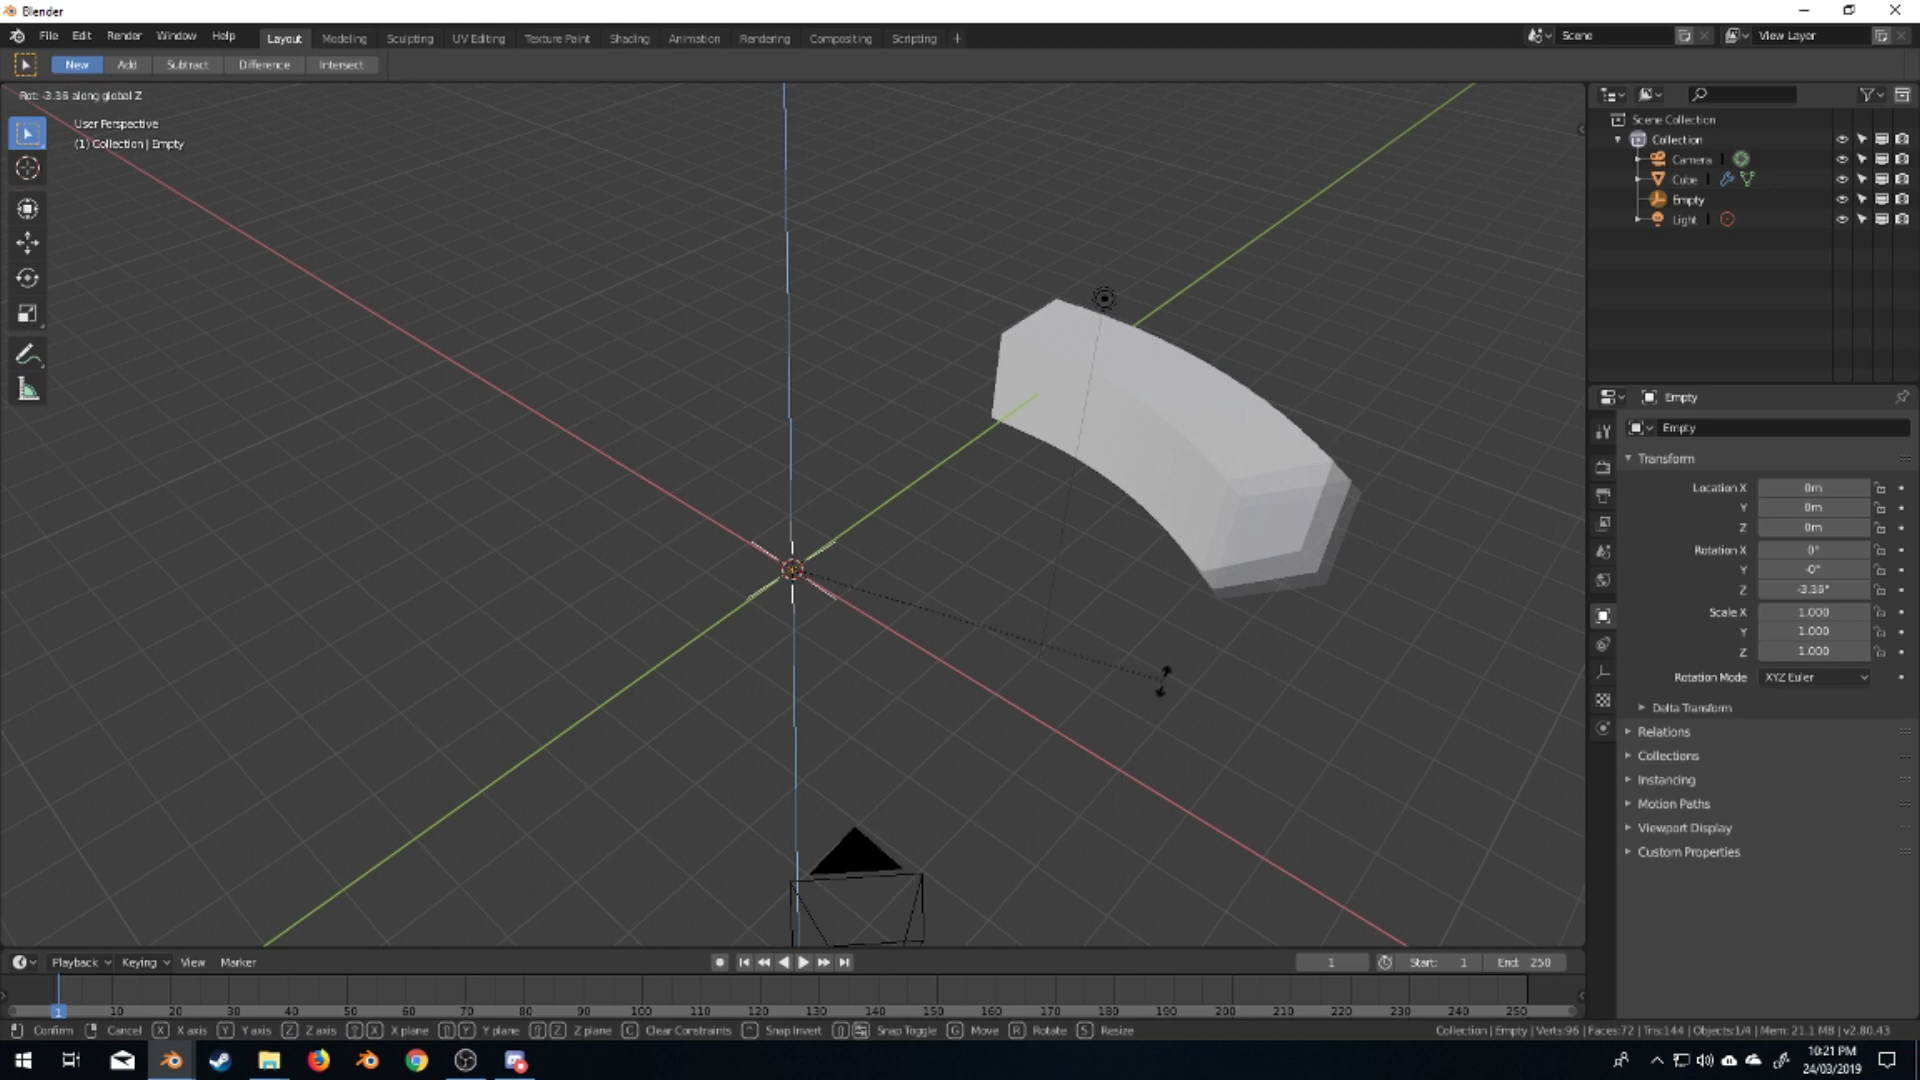 Blender
File Edit Render Window Help Layout Modeling Sculpting UV Editing Texture Paint Shading Animation Rendering Compositing Scripting + Scene View Layer
New Add Subtract Difference Intersect
Rot: -3.36 along global Z
User Perspective
(1) Collection | Empty
Scene Collection
Collection
Camera
Cube
Empty
Light
Empty
Empty
Transform
Location X 0m
Y 0m
Z 0m
Rotation X 0°
Y -0°
Z -3.36°
Scale X 1.000
Y 1.000
Z 1.000
Rotation Mode XYZ Euler
Delta Transform
Relations
Collections
Instancing
Motion Paths
Viewport Display
Custom Properties
Playback Keying View Marker 1 Start: 1 End: 250
1 10 20 30 40 50 60 70 80 90 100 110 120 130 140 150 160 170 180 190 200 210 220 230 240 250
Confirm Cancel X X axis Y Y axis Z Z axis X X plane Y Y plane Z Z plane C Clear Constraints Snap Invert Snap Toggle G Move R Rotate S Resize Collection | Empty | Verts:96 | Faces:72 | Tris:144 | Objects:1/4 | Mem: 21.1 MB | v2.80.43
10:21 PM
24/03/2019